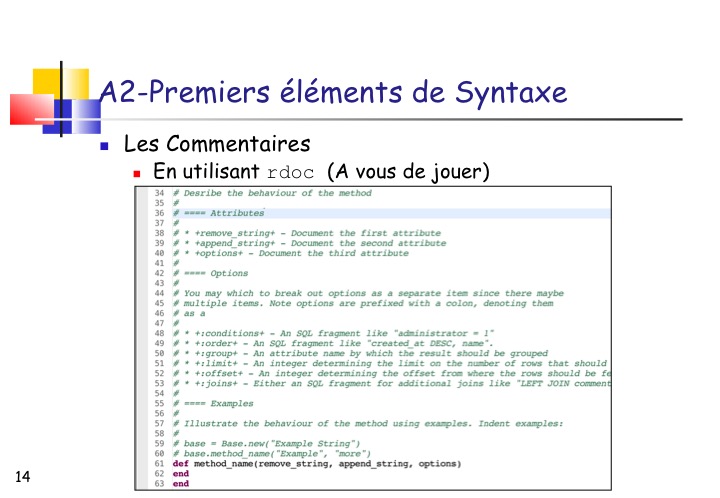 A2-Premiers éléments de Syntaxe
Les Commentaires
En utilisant rdoc (A vous de jouer)
34 # Desribe the behaviour of the method
35 #
36 # ==== Attributes
37 #
38 # * +remove_string+ - Document the first attribute
39 # * +append_string+ - Document the second attribute
40 # * +options+ - Document the third attribute
41 #
42 # ==== Options
43 #
44 # You may which to break out options as a separate item since there maybe
45 # multiple items. Note options are prefixed with a colon, denoting them
46 # as a
47 #
48 # * +:conditions+ - An SQL fragment like "administrator = 1"
49 # * +:order+ - An SQL fragment like "created_at DESC, name".
50 # * +:group+ - An attribute name by which the result should be grouped
51 # * +:limit+ - An integer determining the limit on the number of rows that should
52 # * +:offset+ - An integer determining the offset from where the rows should be fe
53 # * +:joins+ - Either an SQL fragment for additional joins like "LEFT JOIN comment
54 #
55 # ==== Examples
56 #
57 # Illustrate the behaviour of the method using examples. Indent examples:
58 #
59 # base = Base.new("Example String")
60 # base.method_name("Example", "more")
61 def method_name(remove_string, append_string, options)
62 end
63 end
14